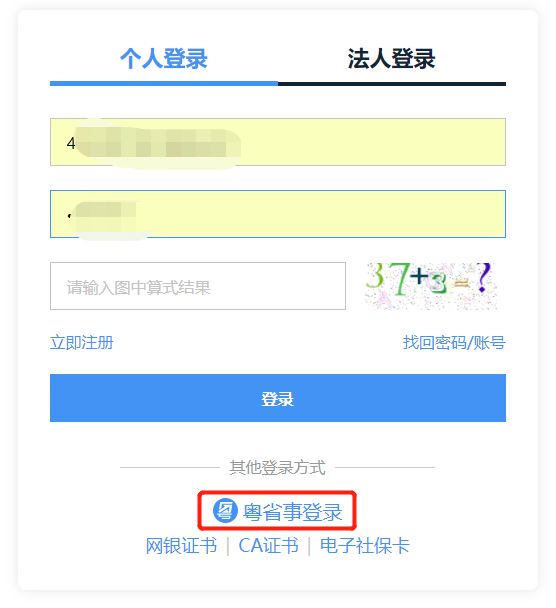 个人登录 法人登录
4
请输入图中算式结果 37+3=?
立即注册 找回密码/账号
登录
其他登录方式
粤省事登录
网银证书 | CA证书 | 电子社保卡